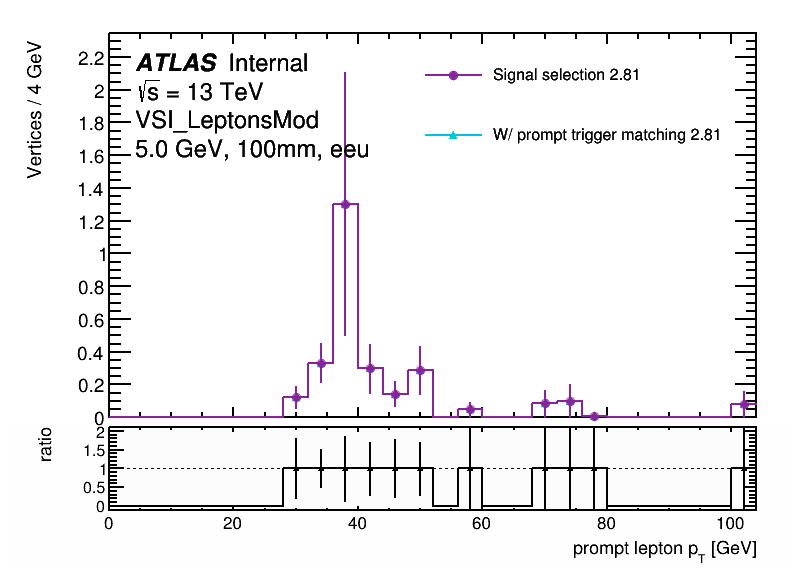 ATLAS Internal
√s = 13 TeV
VSI_LeptonsMod
5.0 GeV, 100mm, eeu
Signal selection 2.81
W/ prompt trigger matching 2.81
Vertices / 4 GeV
2.2
2
1.8
1.6
1.4
1.2
1
0.8
0.6
0.4
0.2
0
ratio
2
1.5
1
0.5
0
0 20 40 60 80 100
prompt lepton p_T [GeV]